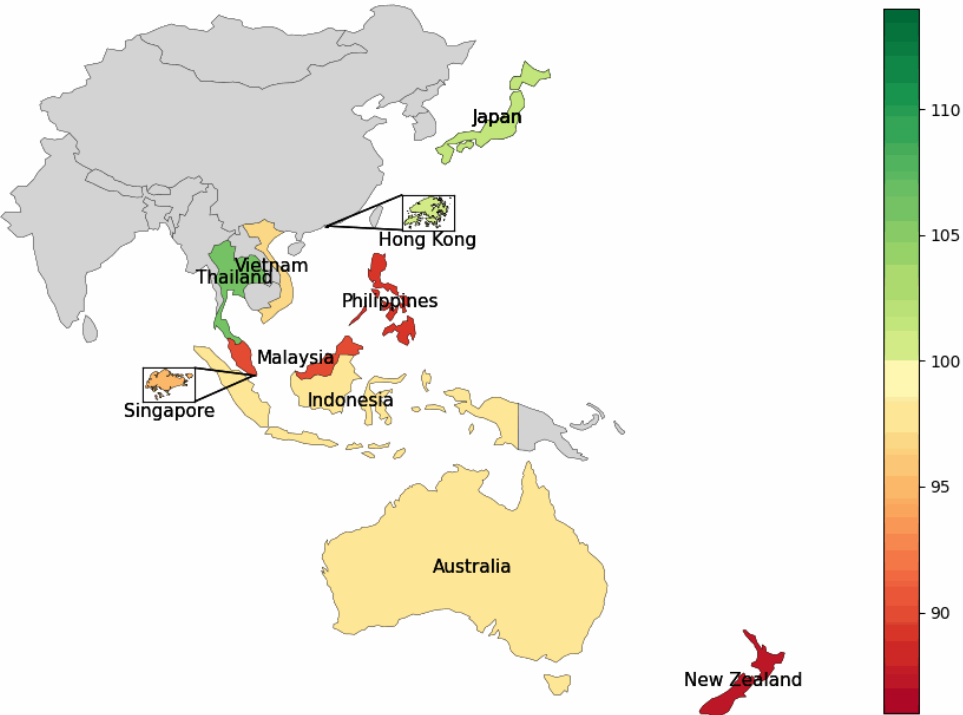 Japan
110
Hong Kong
105
Vietnam
Thailand
Philippines
Malaysia
100
Indonesia
Singapore
95
Australia
90
New Zealand